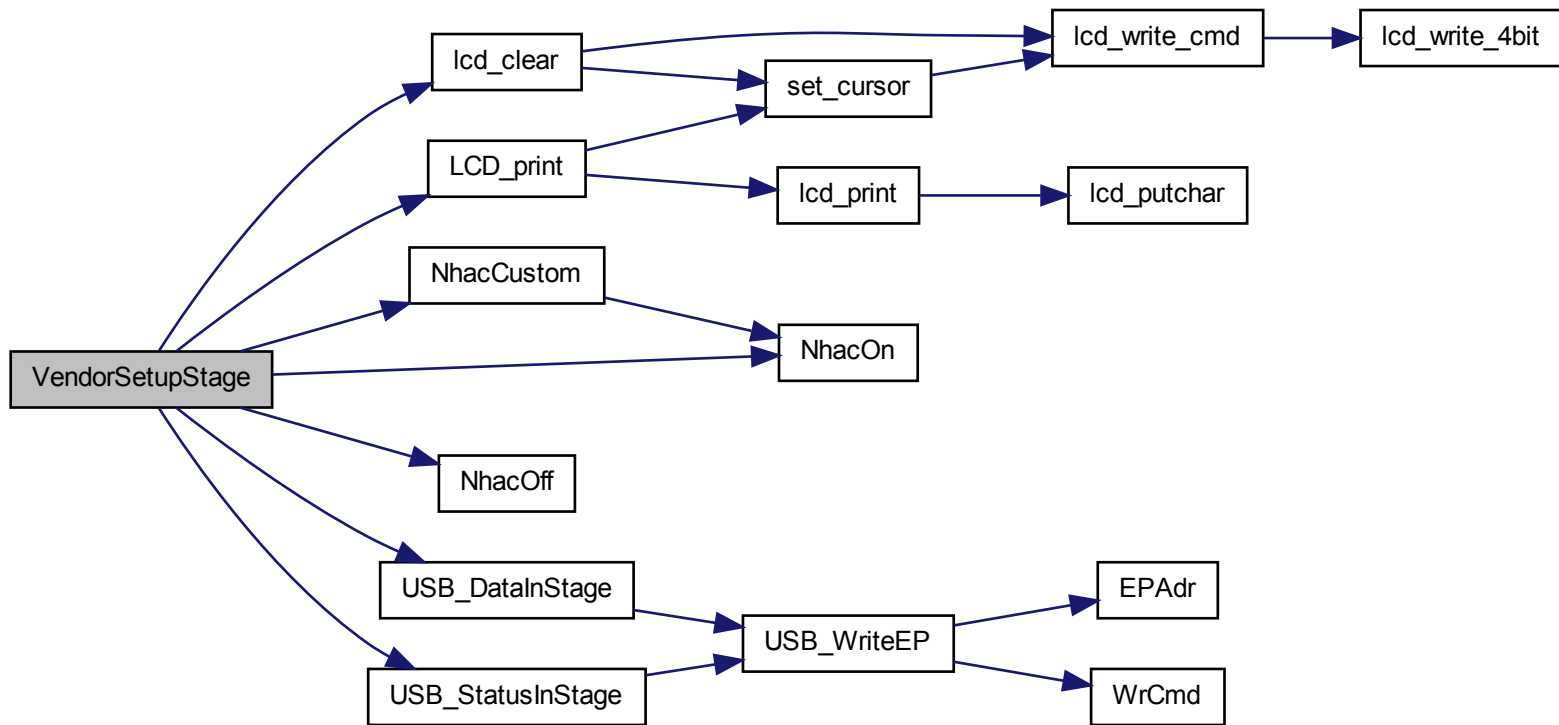 lcd_clear
lcd_write_cmd
lcd_write_4bit
set_cursor
LCD_print
lcd_print
lcd_putchar
NhacCustom
NhacOn
VendorSetupStage
NhacOff
USB_DataInStage
EPAdr
USB_WriteEP
USB_StatusInStage
WrCmd